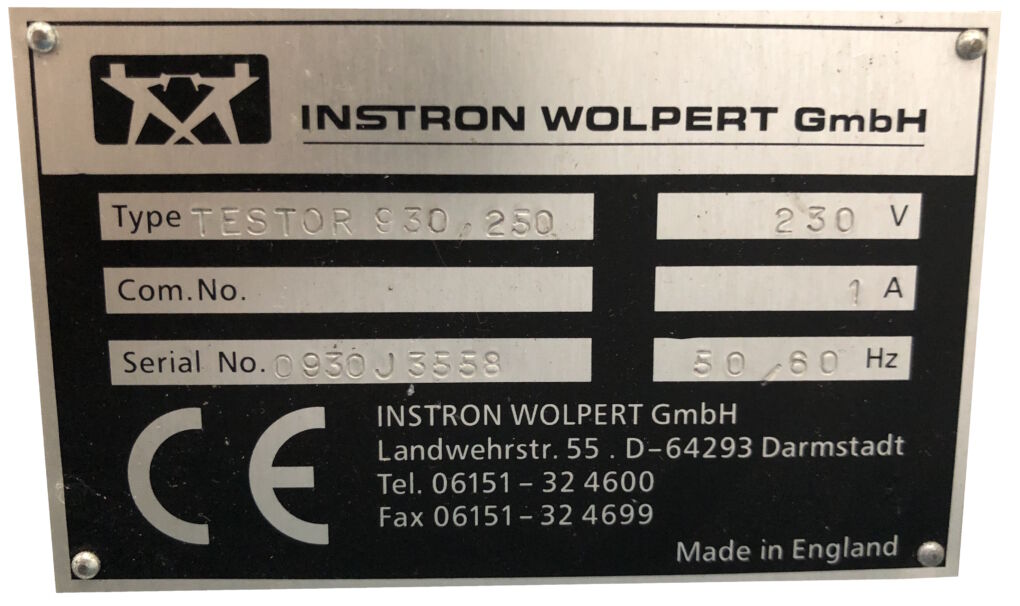 INSTRON WOLPERT GmbH
Type TESTOR 930/250 230 V
Com.No. 1 A
Serial No. 0930J3558 50/60 Hz
CE
INSTRON WOLPERT GmbH
Landwehrstr. 55 . D-64293 Darmstadt
Tel. 06151 – 32 4600
Fax 06151 – 32 4699
Made in England